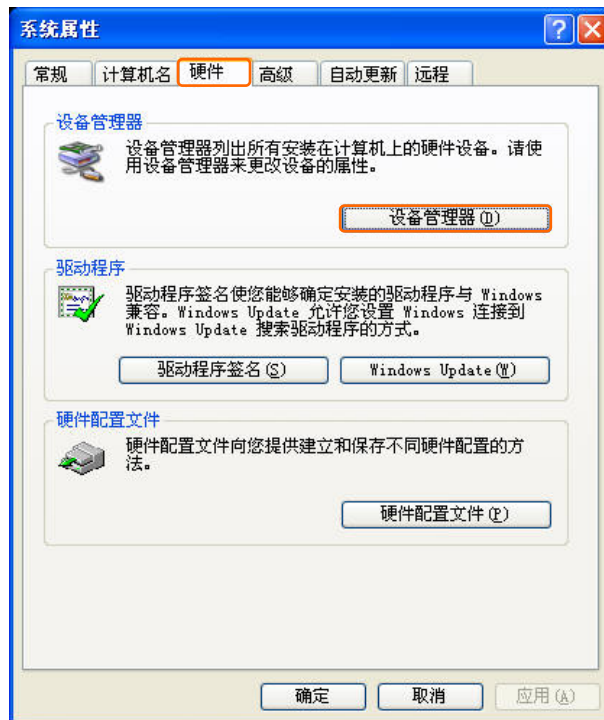 系统属性
常规 计算机名 硬件 高级 自动更新 远程
设备管理器
设备管理器列出所有安装在计算机上的硬件设备。请使
用设备管理器来更改设备的属性。
设备管理器(D)
驱动程序
驱动程序签名使您能够确定安装的驱动程序与 Windows
兼容。Windows Update 允许您设置 Windows 连接到
Windows Update 搜索驱动程序的方式。
驱动程序签名(S) Windows Update(W)
硬件配置文件
硬件配置文件向您提供建立和保存不同硬件配置的方
法。
硬件配置文件(P)
确定 取消 应用(A)